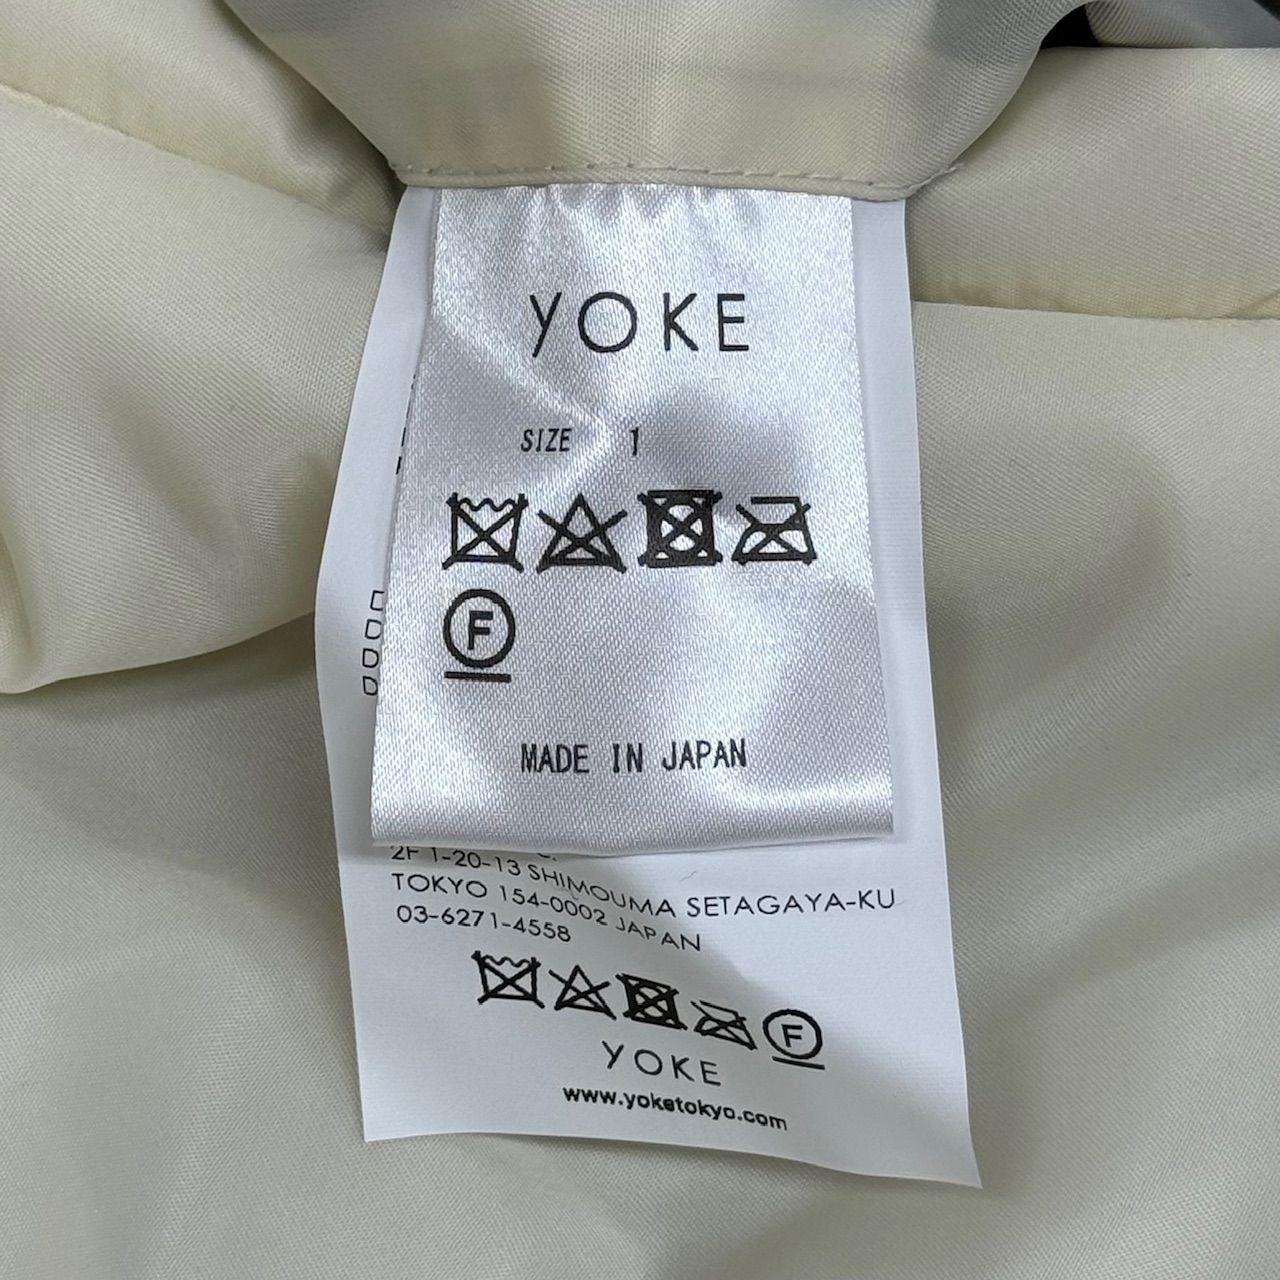 YOKE
SIZE 1
F
MADE IN JAPAN
2F 1-20-13 SHIMOUMA SETAGAYA-KU
TOKYO 154-0002 JAPAN
03-6271-4558
F
YOKE
www.yoketokyo.com